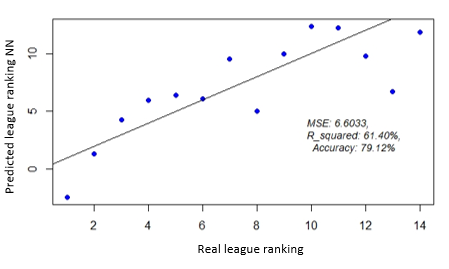 Predicted league ranking NN
10
5
0
MSE: 6.6033,
R_squared: 61.40%,
Accuracy: 79.12%
2 4 6 8 10 12 14
Real league ranking